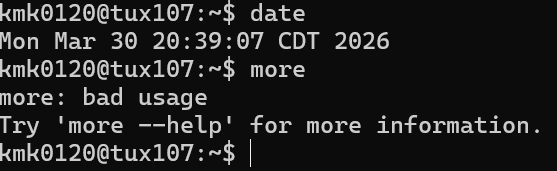 kmk0120@tux107:~$ date
Mon Mar 30 20:39:07 CDT 2026
kmk0120@tux107:~$ more
more: bad usage
Try 'more --help' for more information.
kmk0120@tux107:~$